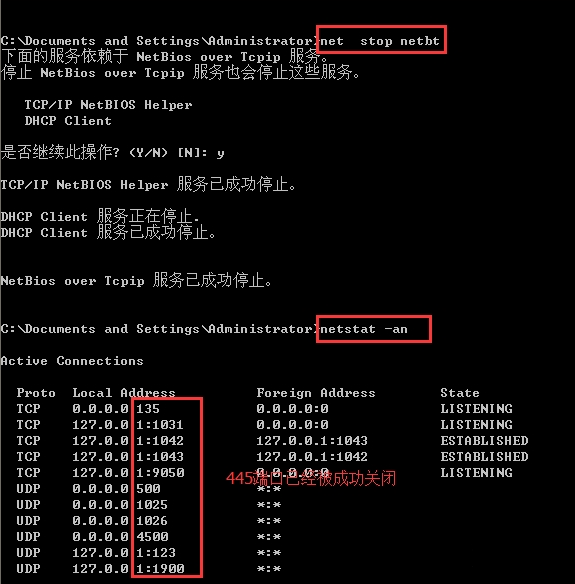 C:\Documents and Settings\Administrator>net  stop netbt
下面的服务依赖于 NetBios over Tcpip 服务。
停止 NetBios over Tcpip 服务也会停止这些服务。
TCP/IP NetBIOS Helper
DHCP Client
是否继续此操作? (Y/N) [N]: y
TCP/IP NetBIOS Helper 服务已成功停止。
DHCP Client 服务正在停止.
DHCP Client 服务已成功停止。
NetBios over Tcpip 服务已成功停止。
C:\Documents and Settings\Administrator>netstat -an
Active Connections
Proto  Local Address          Foreign Address        State
TCP    0.0.0.0 135            0.0.0.0:0              LISTENING
TCP    127.0.0 1:1031         0.0.0.0:0              LISTENING
TCP    127.0.0 1:1042         127.0.0.1:1043         ESTABLISHED
TCP    127.0.0 1:1043         127.0.0.1:1042         ESTABLISHED
TCP    127.0.0 1:9050         0.0.0.0:0              LISTENING
445端口已经被成功关闭
UDP    0.0.0.0 500            *:*
UDP    0.0.0.0 1025           *:*
UDP    0.0.0.0 1026           *:*
UDP    0.0.0.0 4500           *:*
UDP    127.0.0 1:123          *:*
UDP    127.0.0 1:1900         *:*